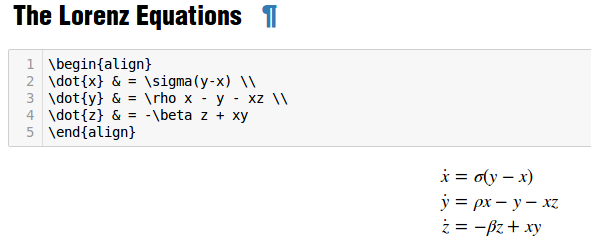 The Lorenz Equations ¶
1 \begin{align}
2 \dot{x} & = \sigma(y-x) \\
3 \dot{y} & = \rho x - y - xz \\
4 \dot{z} & = -\beta z + xy
5 \end{align}
ẋ = σ(y − x)
ẏ = ρx − y − xz
ż = −βz + xy